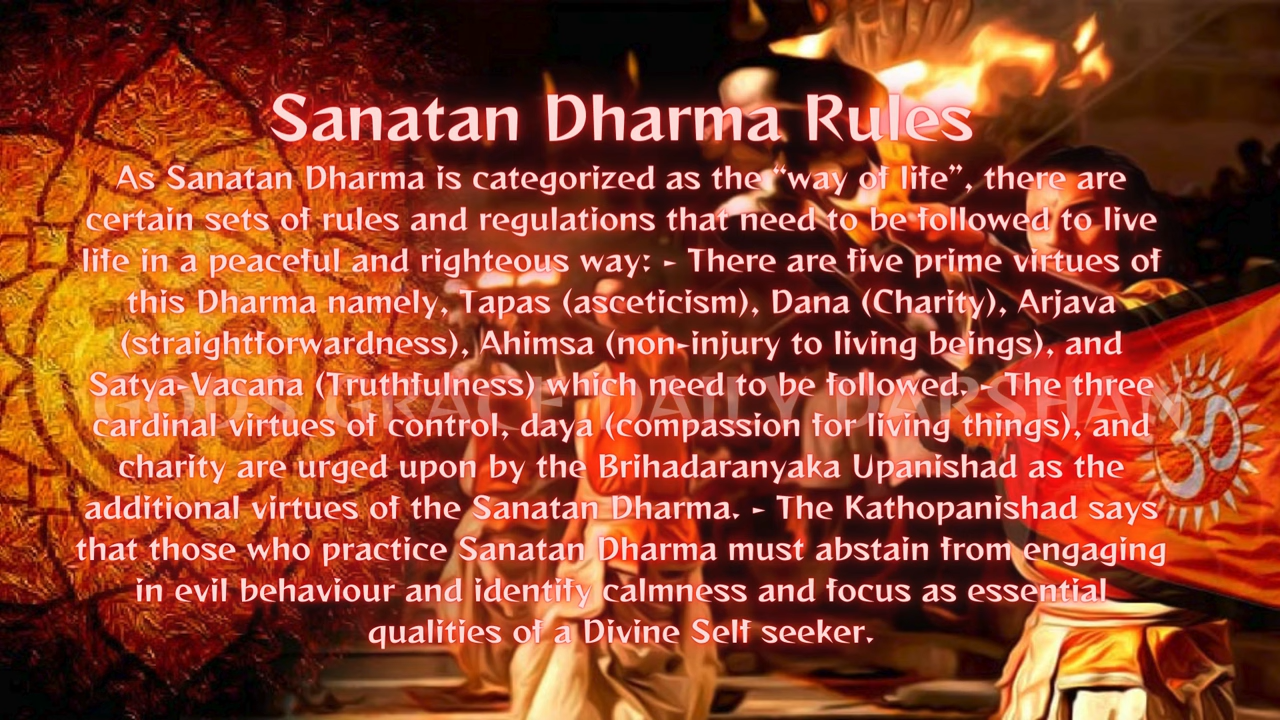 Sanatan Dharma Rules
As Sanatan Dharma is categorized as the “way of life”, there are
certain sets of rules and regulations that need to be followed to live
life in a peaceful and righteous way: - There are five prime virtues of
this Dharma namely, Tapas (asceticism), Dana (Charity), Arjava
(straightforwardness), Ahimsa (non-injury to living beings), and
Satya-Vacana (Truthfulness) which need to be followed. - The three
GODS GRACE DAILY DARSHAN
cardinal virtues of control, daya (compassion for living things), and
charity are urged upon by the Brihadaranyaka Upanishad as the
additional virtues of the Sanatan Dharma. - The Kathopanishad says
that those who practice Sanatan Dharma must abstain from engaging
in evil behaviour and identify calmness and focus as essential
qualities of a Divine Self seeker.
ॐ